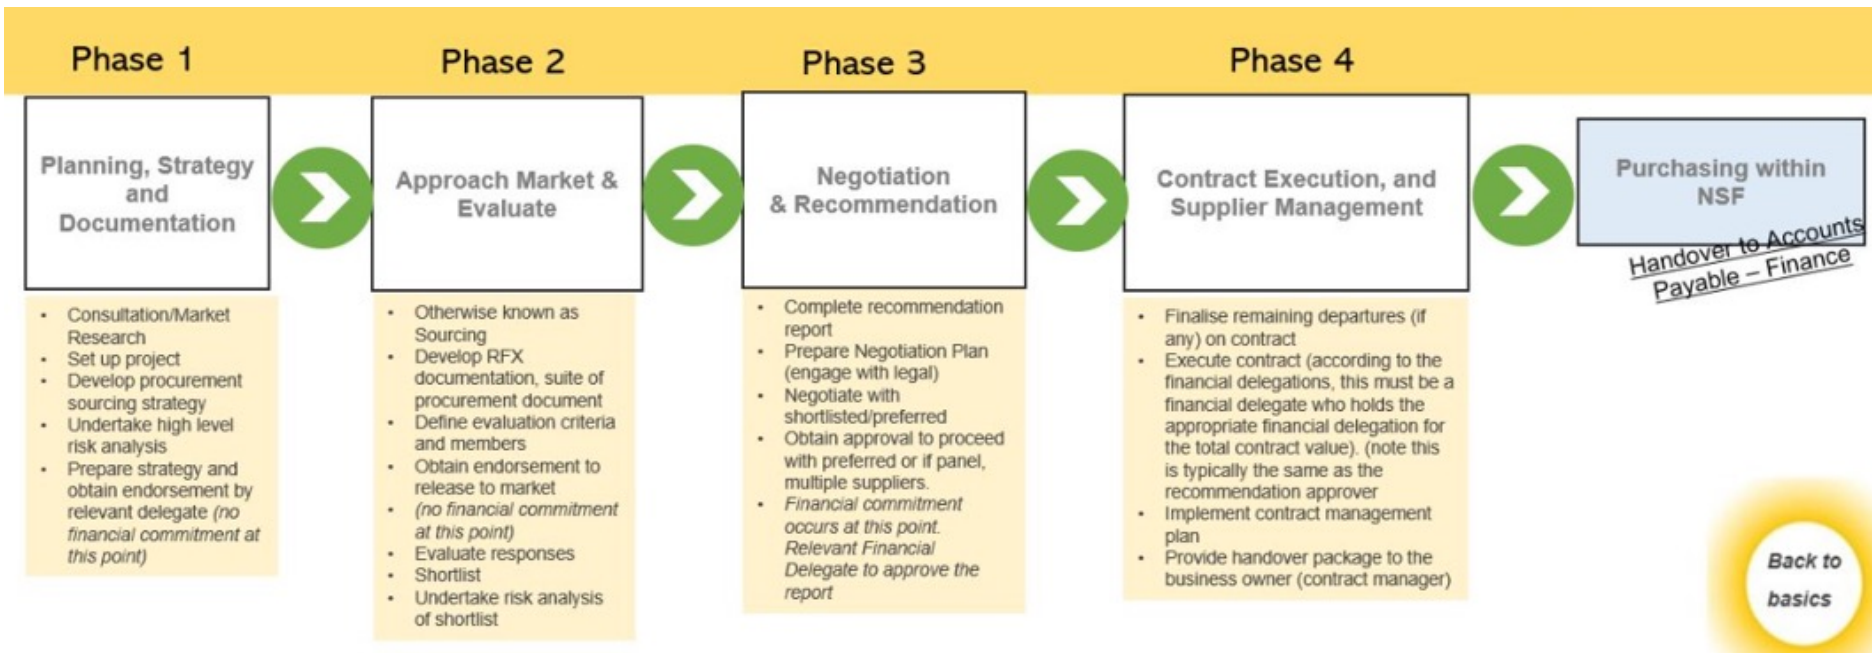 Phase 1
Phase 2
Phase 3
Phase 4
Planning, Strategy
and
Documentation
Approach Market &
Evaluate
Negotiation
& Recommendation
Contract Execution, and
Supplier Management
Purchasing within
NSF
Handover to Accounts
Payable – Finance
• Consultation/Market
Research
• Set up project
• Develop procurement
sourcing strategy
• Undertake high level
risk analysis
• Prepare strategy and
obtain endorsement by
relevant delegate (no
financial commitment at
this point)
• Otherwise known as
Sourcing
• Develop RFX
documentation, suite of
procurement document
• Define evaluation criteria
and members
• Obtain endorsement to
release to market
• (no financial commitment
at this point)
• Evaluate responses
• Shortlist
• Undertake risk analysis
of shortlist
• Complete recommendation
report
• Prepare Negotiation Plan
(engage with legal)
• Negotiate with
shortlisted/preferred
• Obtain approval to proceed
with preferred or if panel,
multiple suppliers.
• Financial commitment
occurs at this point.
Relevant Financial
Delegate to approve the
report
• Finalise remaining departures (if
any) on contract
• Execute contract (according to the
financial delegations, this must be a
financial delegate who holds the
appropriate financial delegation for
the total contract value). (note this
is typically the same as the
recommendation approver
• Implement contract management
plan
• Provide handover package to the
business owner (contract manager)
Back to
basics